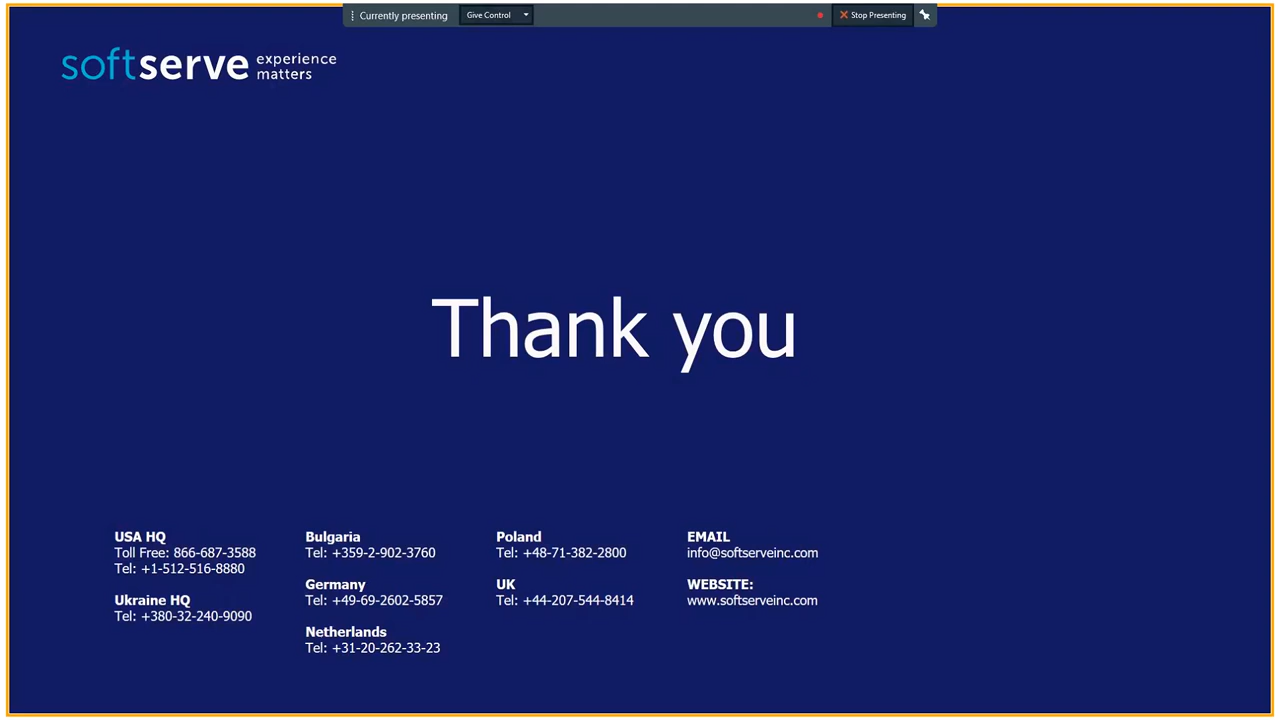 Currently presenting
Give Control
Stop Presenting
softserve experience
matters
Thank you
USA HQ
Toll Free: 866-687-3588
Tel: +1-512-516-8880
Ukraine HQ
Tel: +380-32-240-9090
Bulgaria
Tel: +359-2-902-3760
Germany
Tel: +49-69-2602-5857
Netherlands
Tel: +31-20-262-33-23
Poland
Tel: +48-71-382-2800
UK
Tel: +44-207-544-8414
EMAIL
info@softserveinc.com
WEBSITE:
www.softserveinc.com